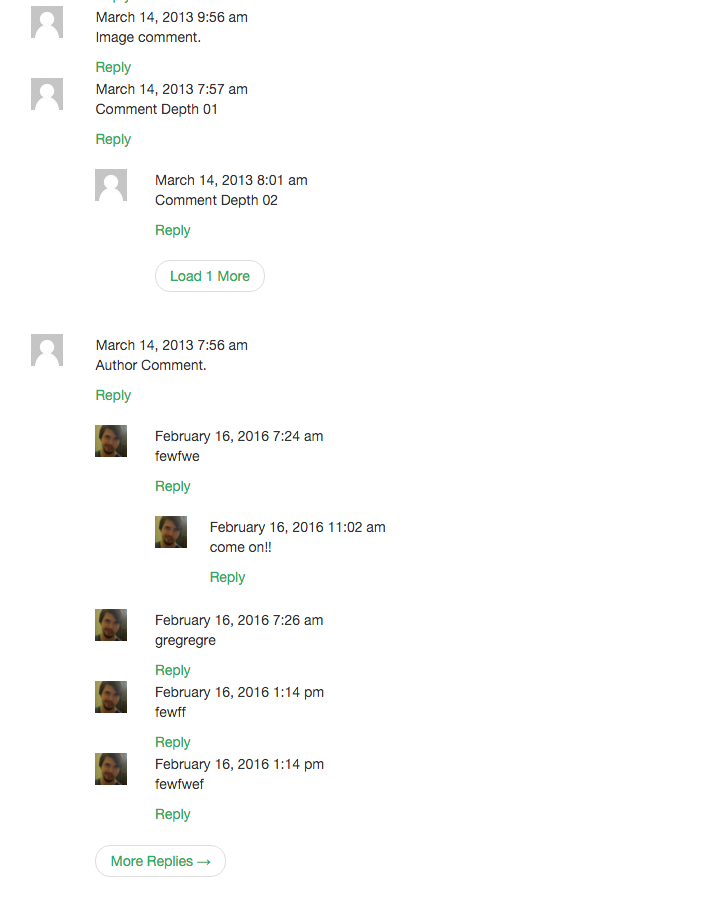 March 14, 2013 9:56 am
Image comment.
Reply
March 14, 2013 7:57 am
Comment Depth 01
Reply
March 14, 2013 8:01 am
Comment Depth 02
Reply
Load 1 More
March 14, 2013 7:56 am
Author Comment.
Reply
February 16, 2016 7:24 am
fewfwe
Reply
February 16, 2016 11:02 am
come on!!
Reply
February 16, 2016 7:26 am
gregregre
Reply
February 16, 2016 1:14 pm
fewff
Reply
February 16, 2016 1:14 pm
fewfwef
Reply
More Replies →